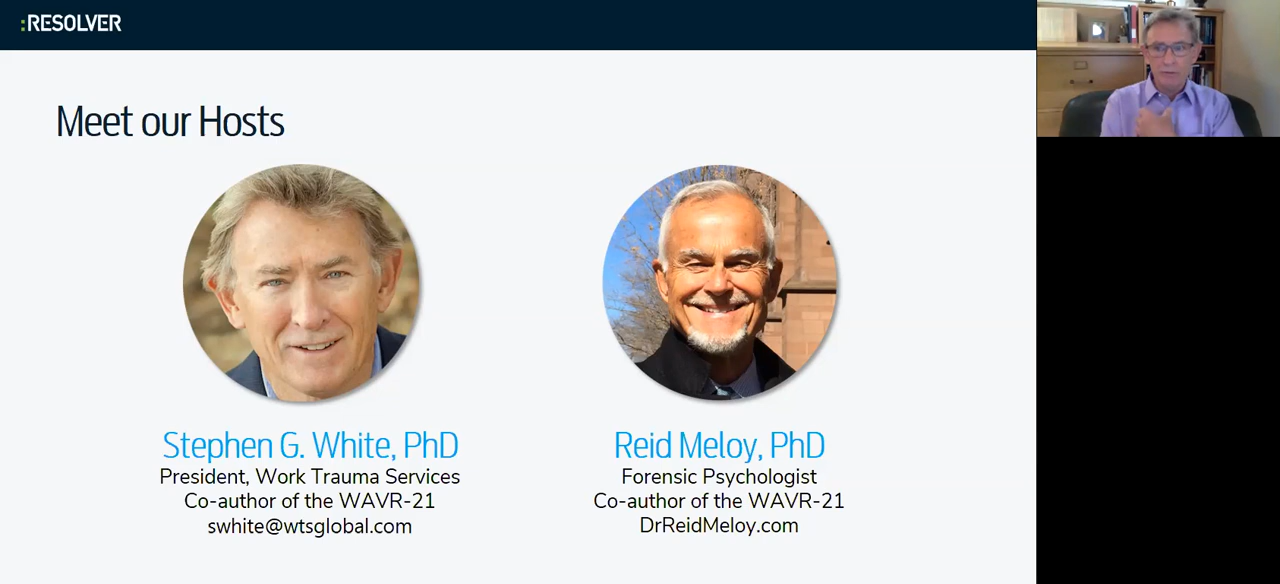 :RESOLVER
Meet our Hosts
Stephen G. White, PhD
President, Work Trauma Services
Co-author of the WAVR-21
swhite@wtsglobal.com
Reid Meloy, PhD
Forensic Psychologist
Co-author of the WAVR-21
DrReidMeloy.com